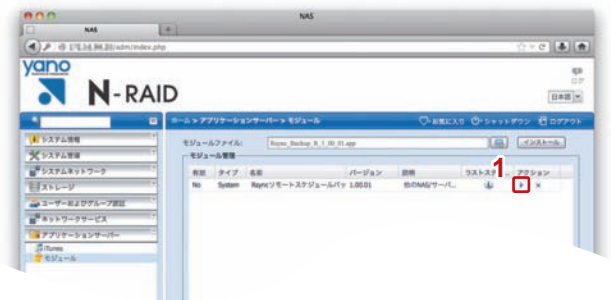 NAS
NAS
/adm/index.php
yano
N-RAID
日本語
ホーム > アプリケーションサーバー > モジュール
お気に入り
シャットダウン
ログアウト
システム情報
システム管理
システムネットワーク
ストレージ
ユーザーおよびグループ認証
ネットワークサービス
アプリケーションサーバー
iTunes
モジュール
モジュールファイル:
Rsync_Backup_R_1_00_01.app
インストール
モジュール管理
有効 タイプ 名前 バージョン 説明 ラストステ... アクション
1
No System Rsyncリモートスケジュールバッ 1.00.01 他のNAS/サーバ...